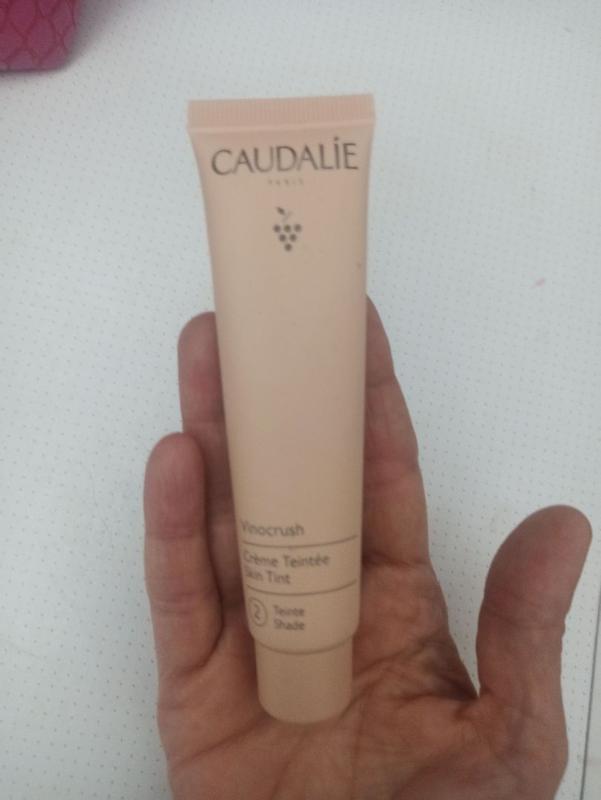 CAUDALIE
PARIS
Vinocrush
Crème Teintée
Skin Tint
2 Teinte
Shade